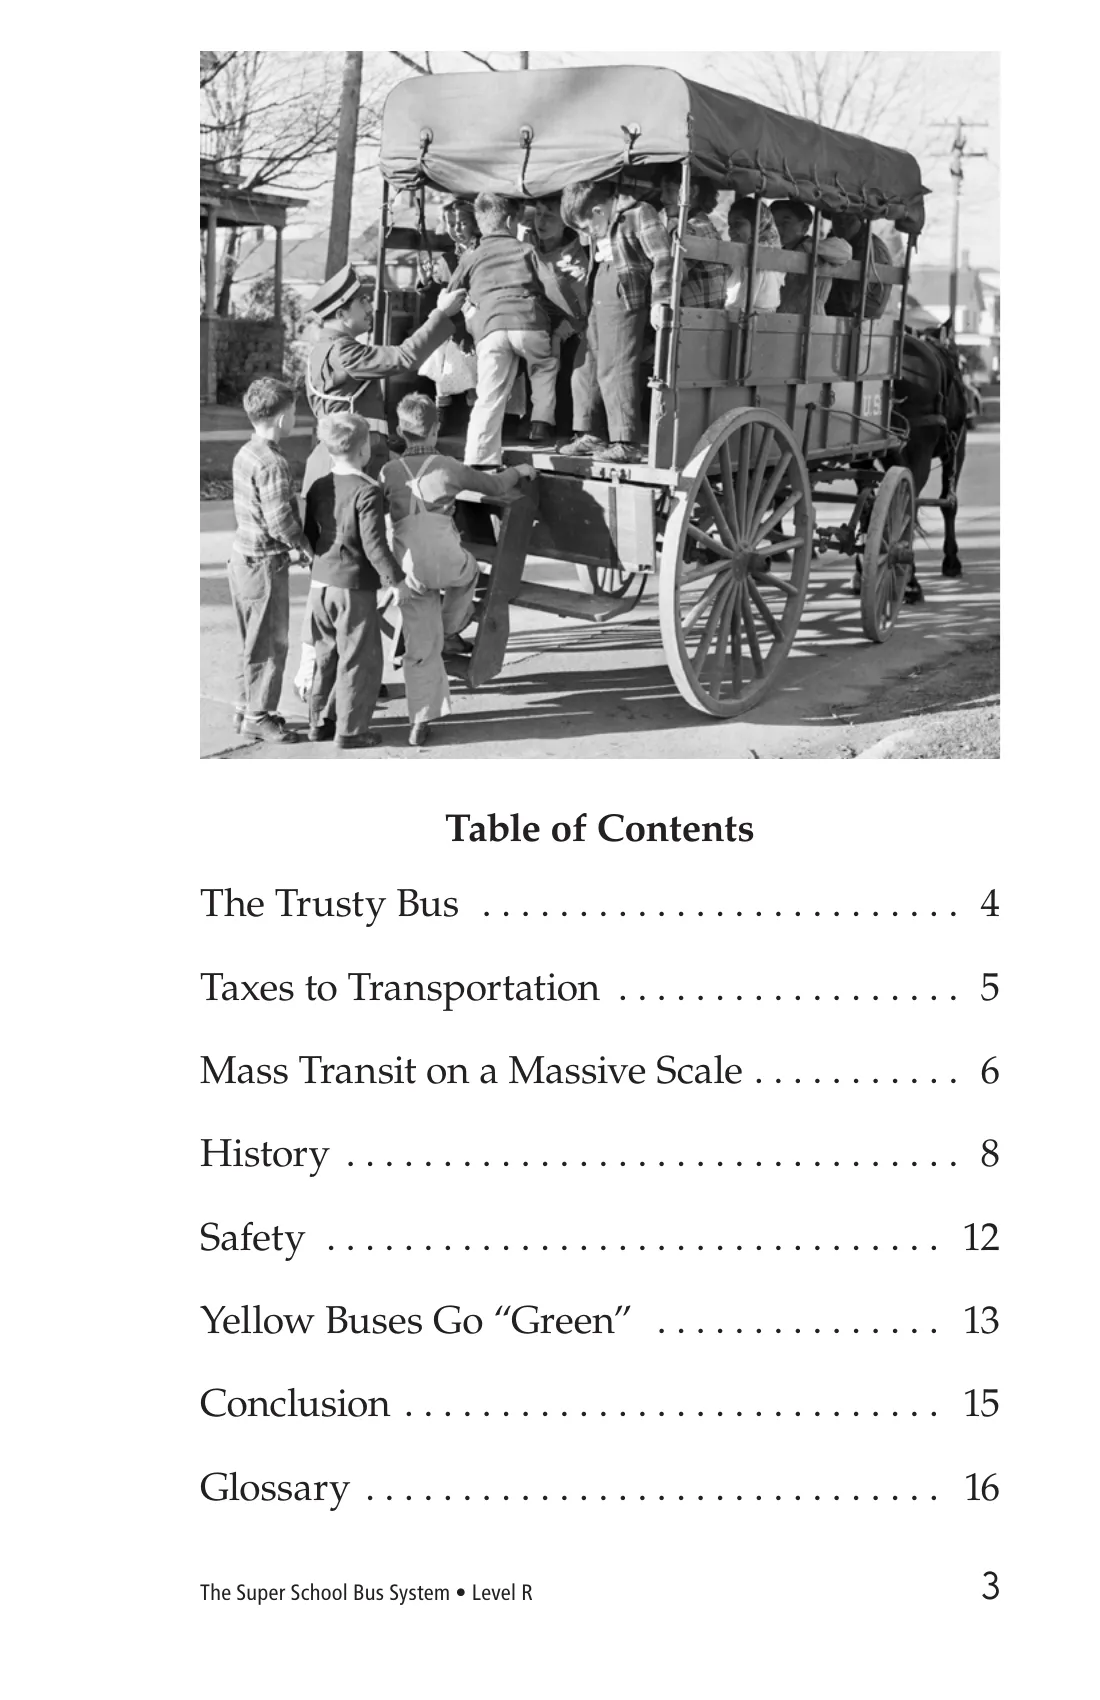 U.S.
Table of Contents
The Trusty Bus . . . . . . . . . . . . . . . . . . . . . . . . . 4
Taxes to Transportation . . . . . . . . . . . . . . . . . . 5
Mass Transit on a Massive Scale . . . . . . . . . . . 6
History . . . . . . . . . . . . . . . . . . . . . . . . . . . . . . . . 8
Safety . . . . . . . . . . . . . . . . . . . . . . . . . . . . . . . . 12
Yellow Buses Go “Green” . . . . . . . . . . . . . . . 13
Conclusion . . . . . . . . . . . . . . . . . . . . . . . . . . . . 15
Glossary . . . . . . . . . . . . . . . . . . . . . . . . . . . . . . 16
The Super School Bus System • Level R 3